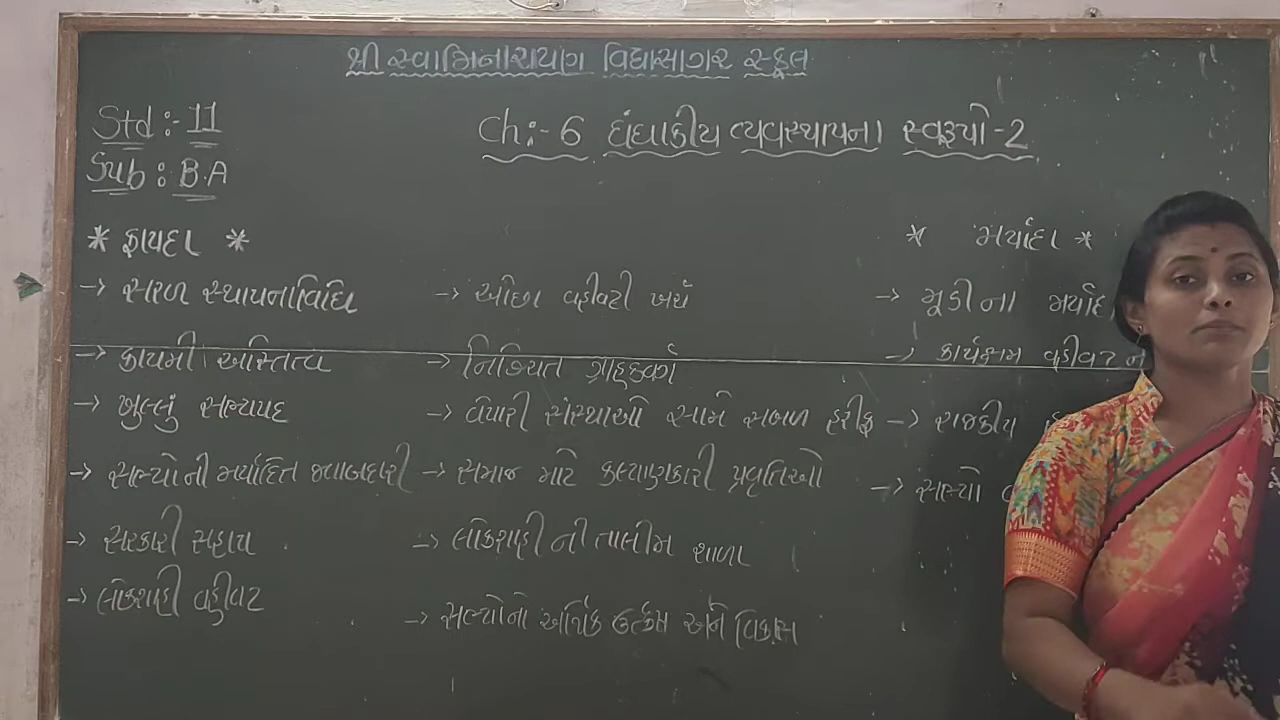 શ્રી સ્વામિનારાયણ વિદ્યાસાગર સ્કૂલ
Std :- 11
Ch :- 6 ધંધાકીય વ્યવસ્થાપના સ્વરૂપો-2
Sub : B.A
* ફાયદા *
-> સરળ સ્થાપનાવિધિ
-> કાયમી અસ્તિત્વ
-> ખુલ્લું સભ્યપદ
-> સભ્યોની મર્યાદિત જવાબદારી
-> સરકારી સહાય
-> લોકશાહી વહીવટ
-> ઓછા વહીવટી ખર્ચ
-> નિશ્ચિત ગ્રાહકવર્ગ
-> વેપારી સંસ્થાઓ સામે સબળ હરીફ
-> સમાજ માટે કલ્યાણકારી પ્રવૃતિઓ
-> લોકશાહી ની તાલીમ શાળા
-> સભ્યોનો આર્થિક ઉત્કર્ષ અને વિકાસ
* મર્યાદા *
-> મૂડીના
-> કાર્યક્ષમ વહીવટ
-> રાજકીય
-> સભ્યો